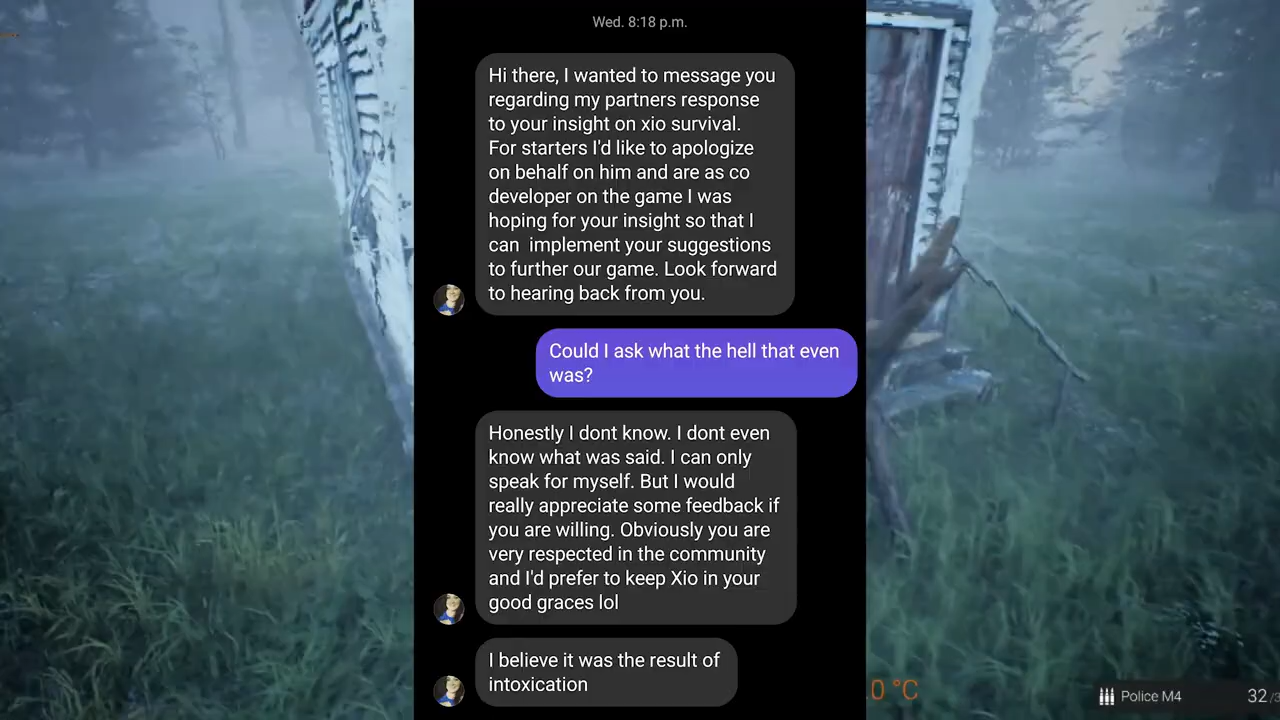 Wed. 8:18 p.m.
Hi there, I wanted to message you
regarding my partners response
to your insight on xio survival.
For starters I'd like to apologize
on behalf on him and are as co
developer on the game I was
hoping for your insight so that I
can  implement your suggestions
to further our game. Look forward
to hearing back from you.
Could I ask what the hell that even
was?
Honestly I dont know. I dont even
know what was said. I can only
speak for myself. But I would
really appreciate some feedback if
you are willing. Obviously you are
very respected in the community
and I'd prefer to keep Xio in your
good graces lol
I believe it was the result of
intoxication
0 °C
Police M4
32